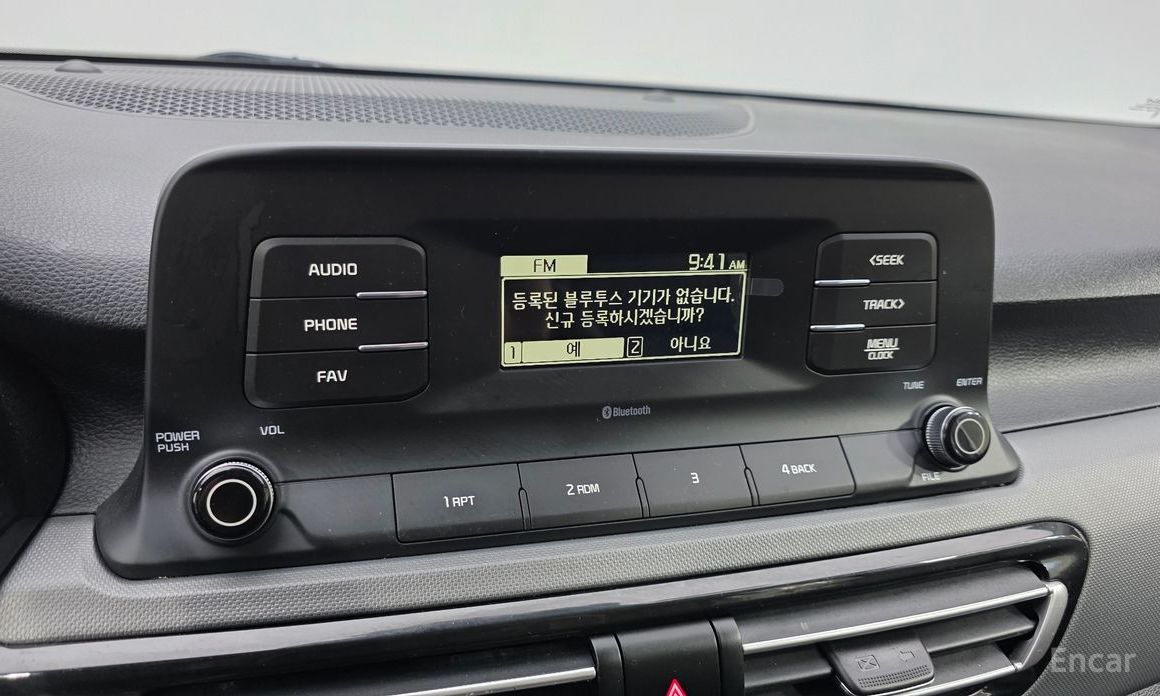 FM 9:41 AM
등록된 블루투스 기기가 없습니다.
신규 등록하시겠습니까?
1 예 2 아니요
AUDIO
PHONE
FAV
<SEEK
TRACK>
MENU
CLOCK
TUNE
ENTER
FILE
Bluetooth
POWER
PUSH
VOL
1 RPT
2 RDM
3
4 BACK
Encar